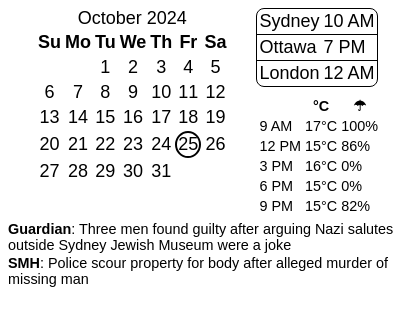 October 2024
Su Mo Tu We Th Fr Sa
1 2 3 4 5
6 7 8 9 10 11 12
13 14 15 16 17 18 19
20 21 22 23 24 25 26
27 28 29 30 31
Sydney 10 AM
Ottawa 7 PM
London 12 AM
°C ☂
9 AM 17°C 100%
12 PM 15°C 86%
3 PM 16°C 0%
6 PM 15°C 0%
9 PM 15°C 82%
Guardian: Three men found guilty after arguing Nazi salutes
outside Sydney Jewish Museum were a joke
SMH: Police scour property for body after alleged murder of
missing man